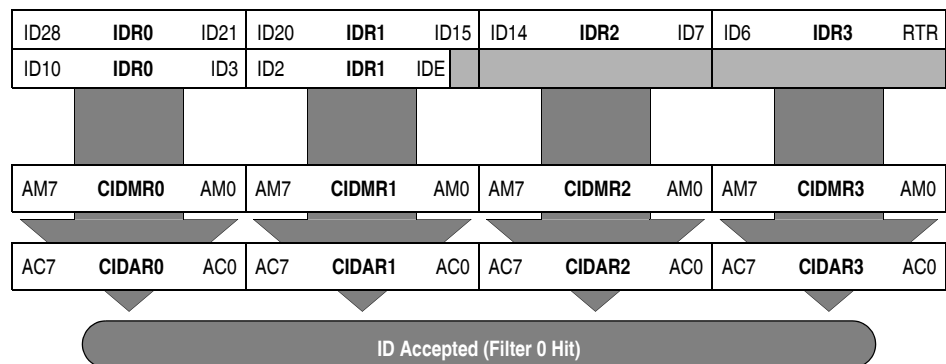 ID28 IDR0 ID21 ID20 IDR1 ID15 ID14 IDR2 ID7 ID6 IDR3 RTR
ID10 IDR0 ID3 ID2 IDR1 IDE
AM7 CIDMR0 AM0 AM7 CIDMR1 AM0 AM7 CIDMR2 AM0 AM7 CIDMR3 AM0
AC7 CIDAR0 AC0 AC7 CIDAR1 AC0 AC7 CIDAR2 AC0 AC7 CIDAR3 AC0
ID Accepted (Filter 0 Hit)